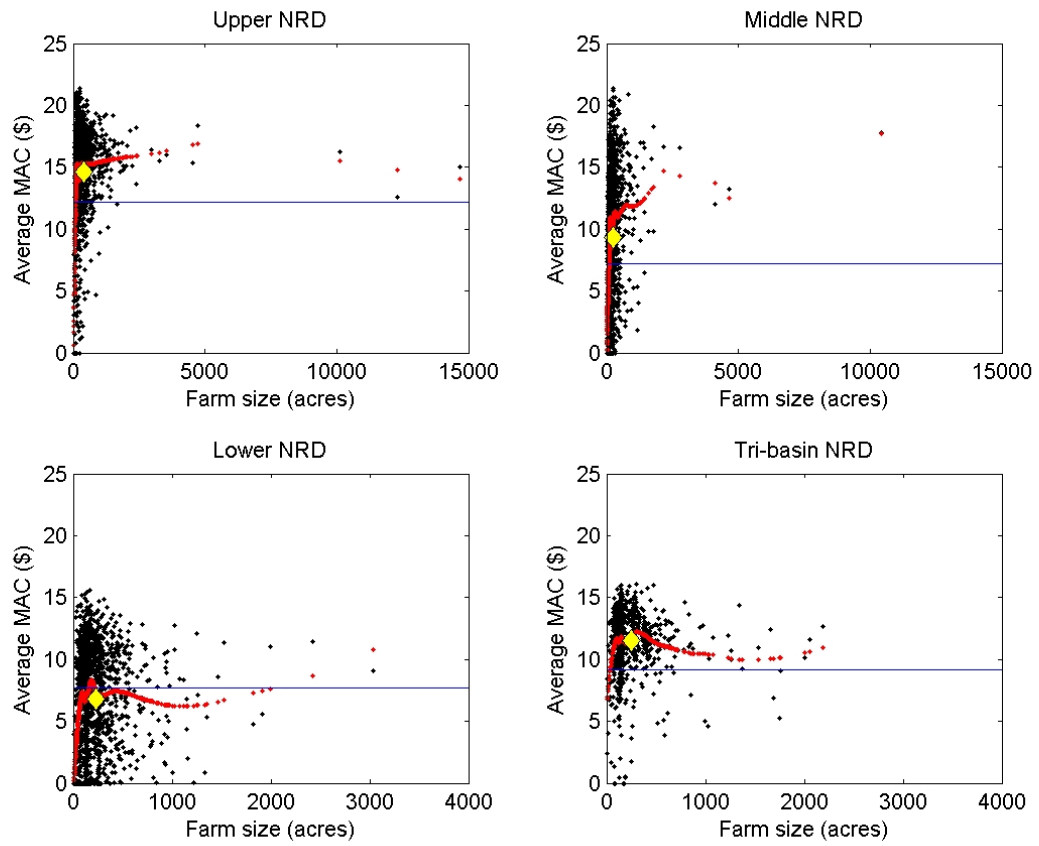 Upper NRD
25
20
15
10
5
0
Average MAC ($)
0 5000 10000 15000
Farm size (acres)
Middle NRD
25
20
15
10
5
0
Average MAC ($)
0 5000 10000 15000
Farm size (acres)
Lower NRD
25
20
15
10
5
0
Average MAC ($)
0 1000 2000 3000 4000
Farm size (acres)
Tri-basin NRD
25
20
15
10
5
0
Average MAC ($)
0 1000 2000 3000 4000
Farm size (acres)